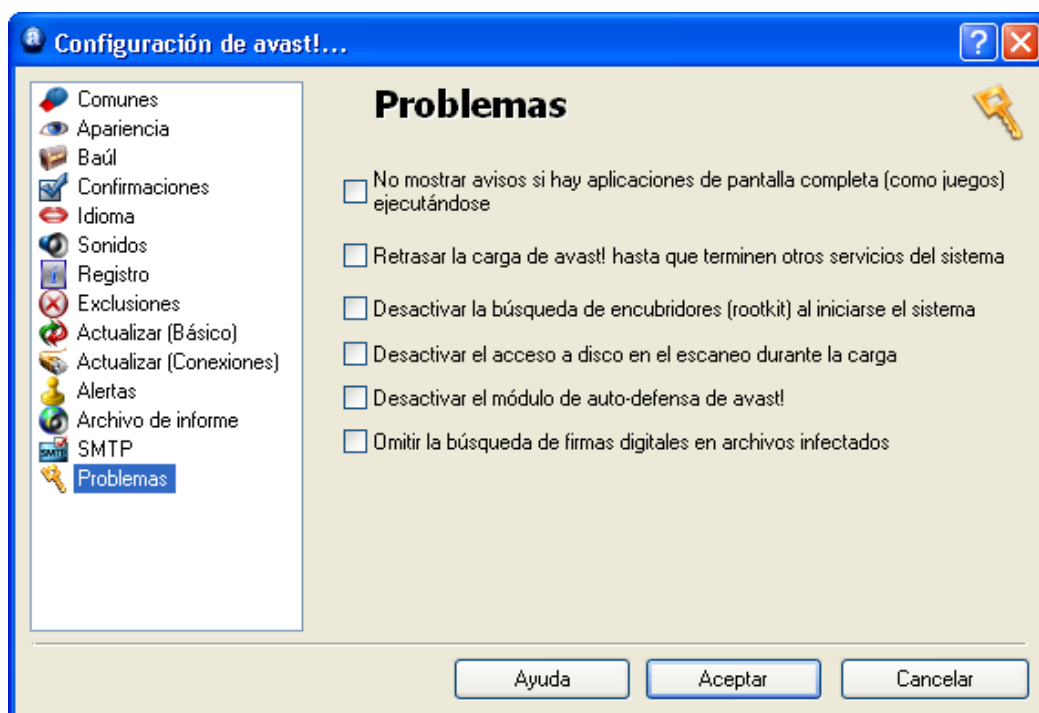 Configuración de avast!...
Comunes
Apariencia
Baúl
Confirmaciones
Idioma
Sonidos
Registro
Exclusiones
Actualizar (Básico)
Actualizar (Conexiones)
Alertas
Archivo de informe
SMTP
Problemas
Problemas
No mostrar avisos si hay aplicaciones de pantalla completa (como juegos)
ejecutándose
Retrasar la carga de avast! hasta que terminen otros servicios del sistema
Desactivar la búsqueda de encubridores (rootkit) al iniciarse el sistema
Desactivar el acceso a disco en el escaneo durante la carga
Desactivar el módulo de auto-defensa de avast!
Omitir la búsqueda de firmas digitales en archivos infectados
Ayuda
Aceptar
Cancelar